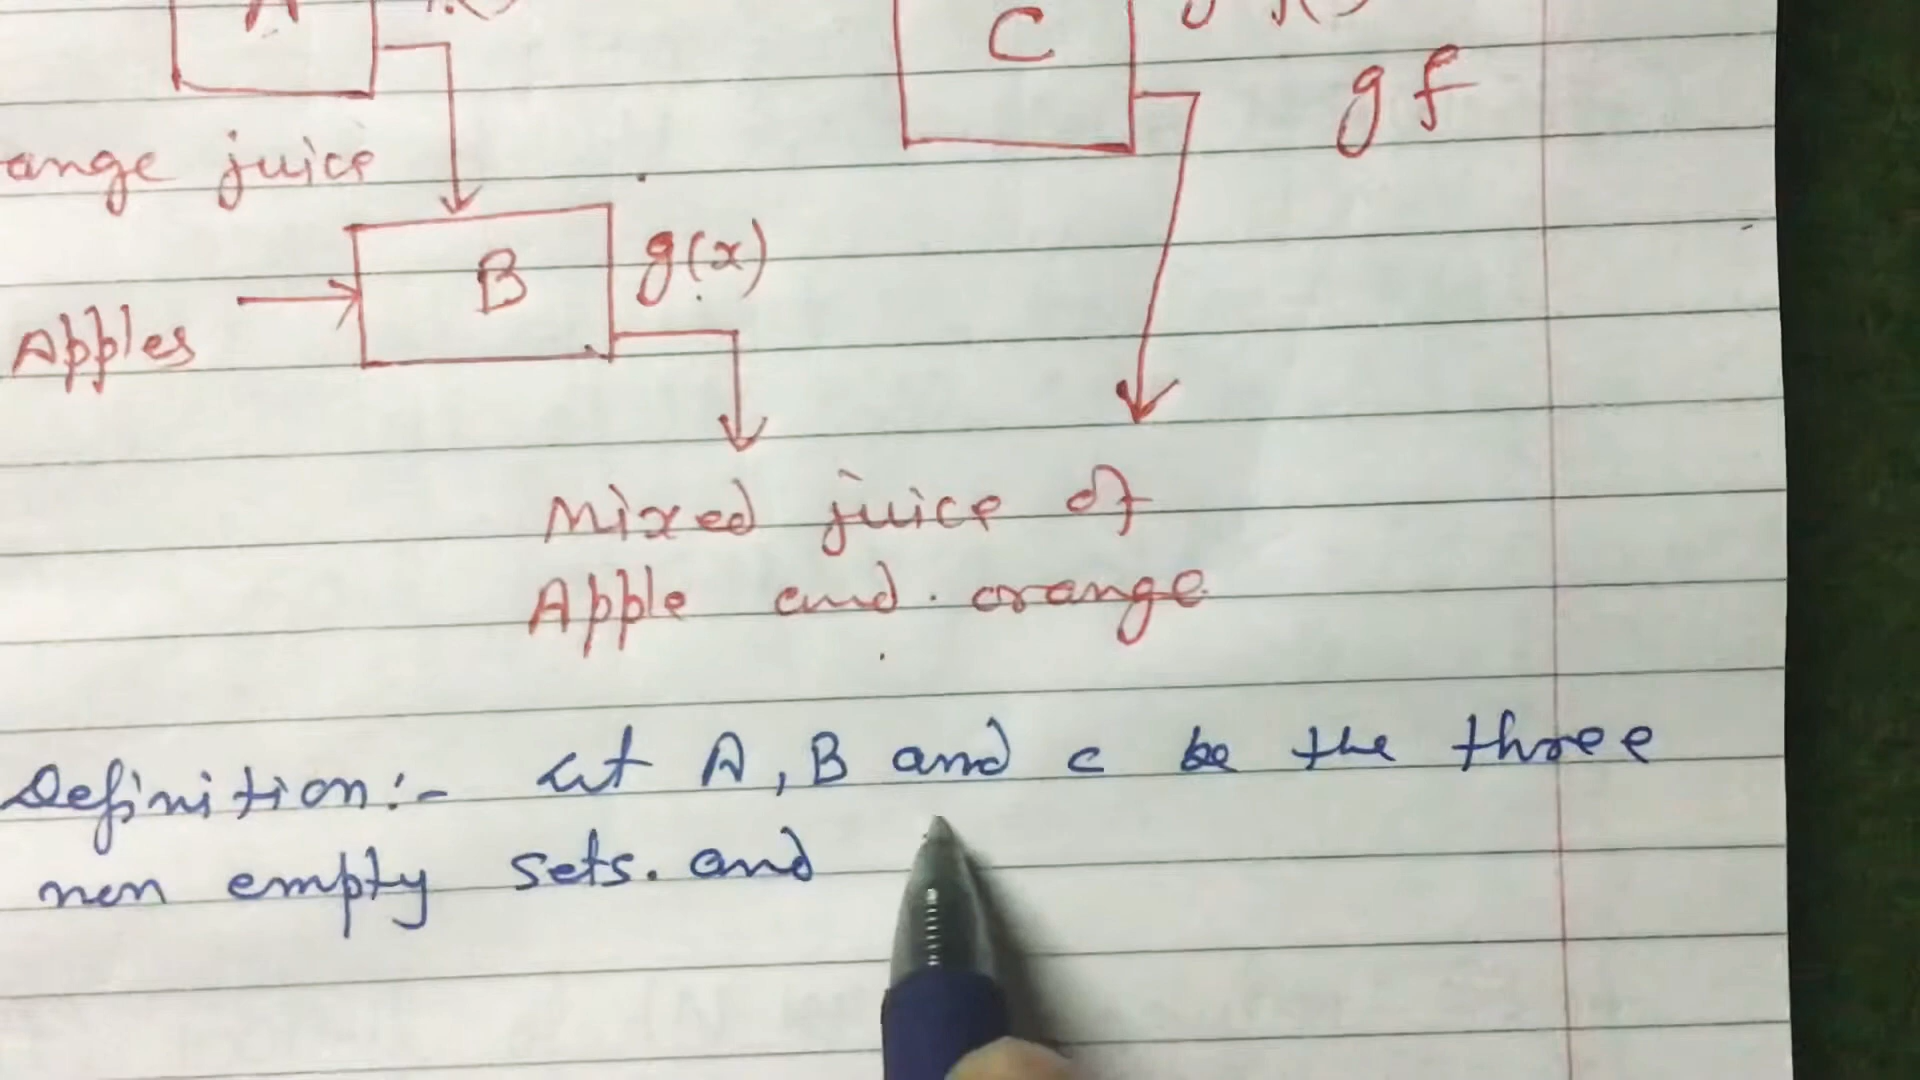 A
C
gf
ange juice
B
g(x)
Apples
Mixed juice of
Apple and orange
Definition:- Let A, B and C be the three
non empty sets. and